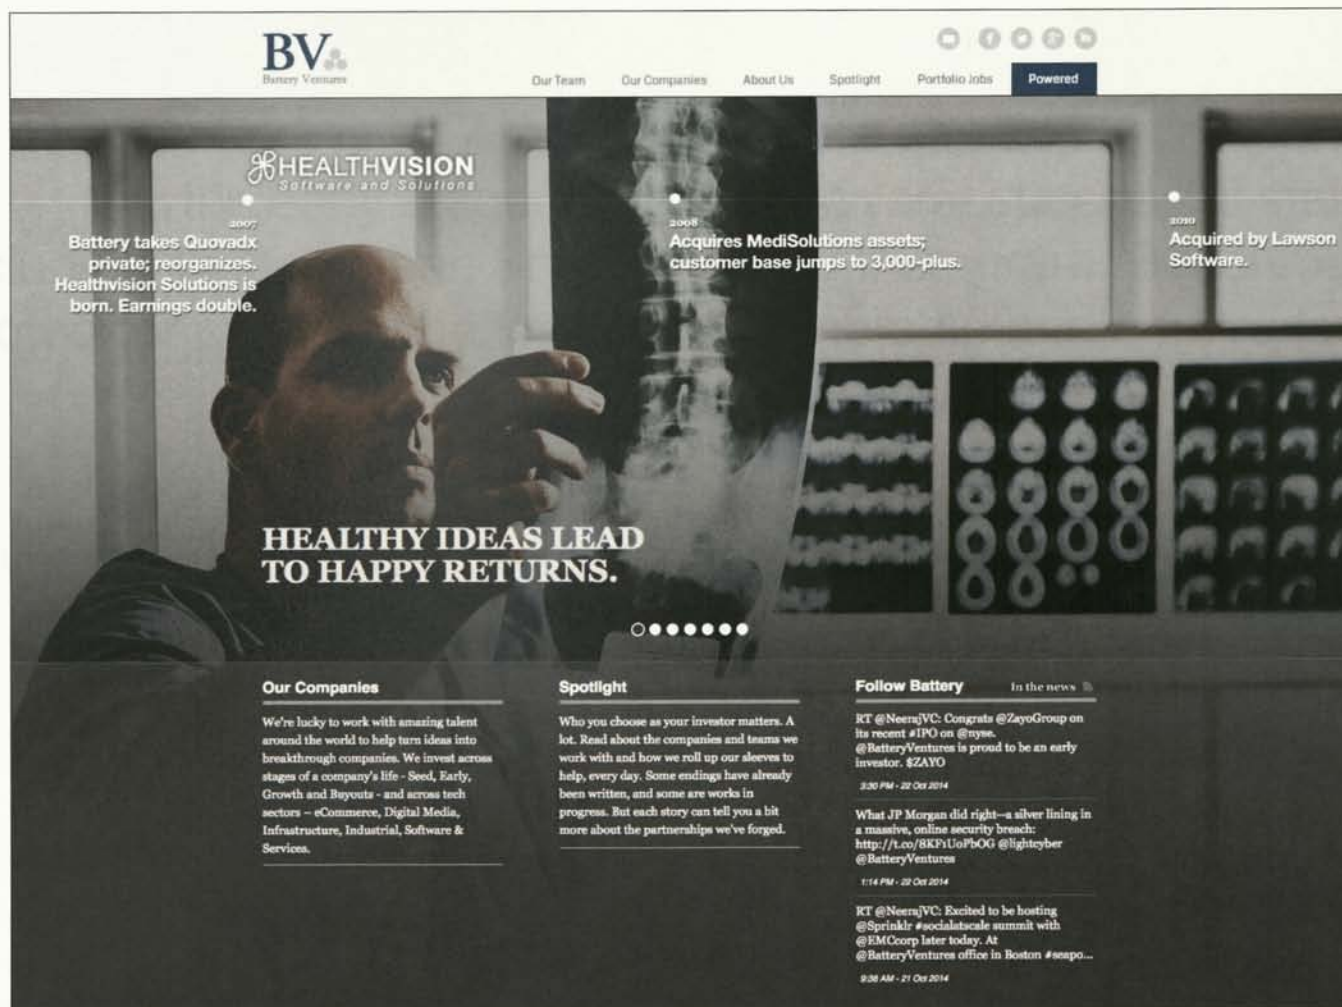 BV
Battery Ventures
Our Team
Our Companies
About Us
Spotlight
Portfolio Jobs
Powered
HEALTHVISION
Software and Solutions
2007
Battery takes Quovadx
private; reorganizes.
Healthvision Solutions is
born. Earnings double.
2008
Acquires MediSolutions assets;
customer base jumps to 3,000-plus.
2010
Acquired by Lawson
Software.
HEALTHY IDEAS LEAD
TO HAPPY RETURNS.
Our Companies
We're lucky to work with amazing talent
around the world to help turn ideas into
breakthrough companies. We invest across
stages of a company's life - Seed, Early,
Growth and Buyouts - and across tech
sectors – eCommerce, Digital Media,
Infrastructure, Industrial, Software &
Services.
Spotlight
Who you choose as your investor matters. A
lot. Read about the companies and teams we
work with and how we roll up our sleeves to
help, every day. Some endings have already
been written, and some are works in
progress. But each story can tell you a bit
more about the partnerships we've forged.
Follow Battery
In the news
RT @NeerajVC: Congrats @ZayoGroup on
its recent #IPO on @nyse.
@BatteryVentures is proud to be an early
investor. $ZAYO
3:30 PM - 22 Oct 2014
What JP Morgan did right—a silver lining in
a massive, online security breach:
http://t.co/8KF1UoPbOG @lightcyber
@BatteryVentures
1:14 PM - 22 Oct 2014
RT @NeerajVC: Excited to be hosting
@Sprinklr #socialatscale summit with
@EMCcorp later today. At
@BatteryVentures office in Boston #seapo...
9:36 AM - 21 Oct 2014